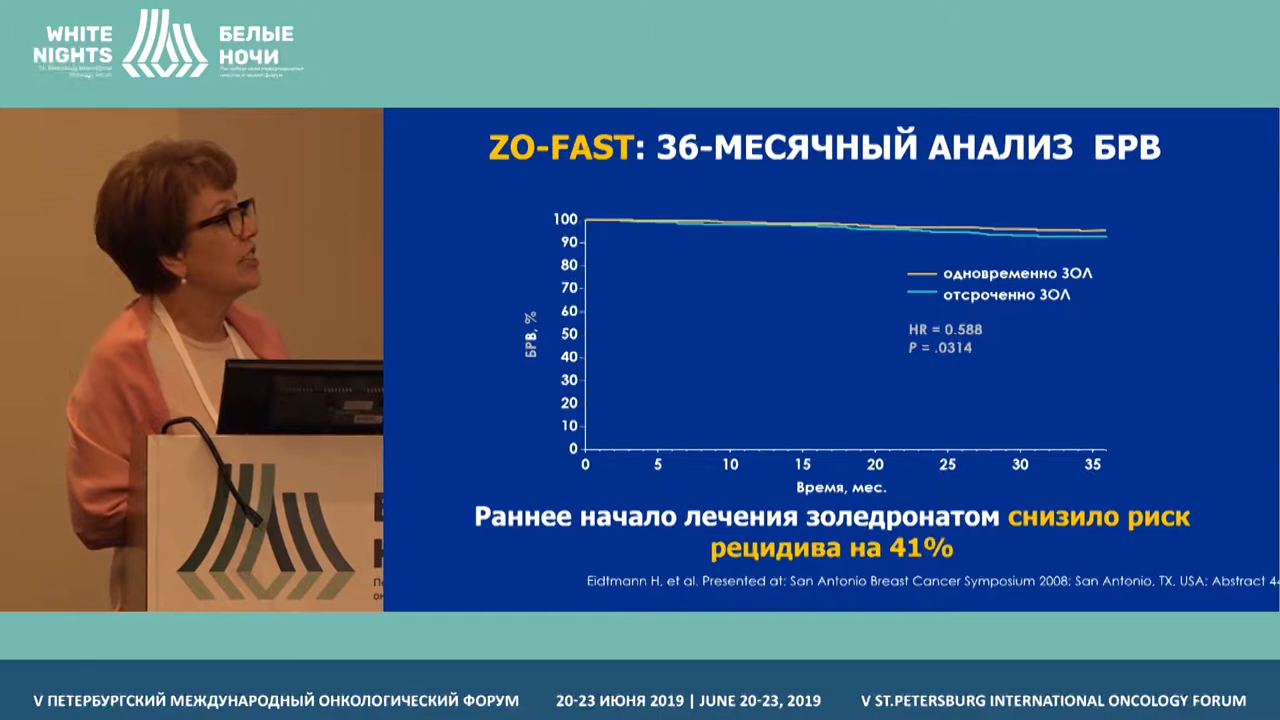 WHITE
NIGHTS
БЕЛЫЕ
НОЧИ
ZO-FAST: 36-МЕСЯЧНЫЙ АНАЛИЗ БРВ
100
90
80
70
60
50
40
30
20
10
0
БРВ, %
одновременно ЗОЛ
отсроченно ЗОЛ
HR = 0.588
P = .0314
0 5 10 15 20 25 30 35
Время, мес.
Раннее начало лечения золедронатом снизило риск
рецидива на 41%
Eidtmann H, et al. Presented at: San Antonio Breast Cancer Symposium 2008; San Antonio, TX, USA; Abstract
V ПЕТЕРБУРГСКИЙ МЕЖДУНАРОДНЫЙ ОНКОЛОГИЧЕСКИЙ ФОРУМ 20-23 ИЮНЯ 2019 | JUNE 20-23, 2019 V ST.PETERSBURG INTERNATIONAL ONCOLOGY FORUM